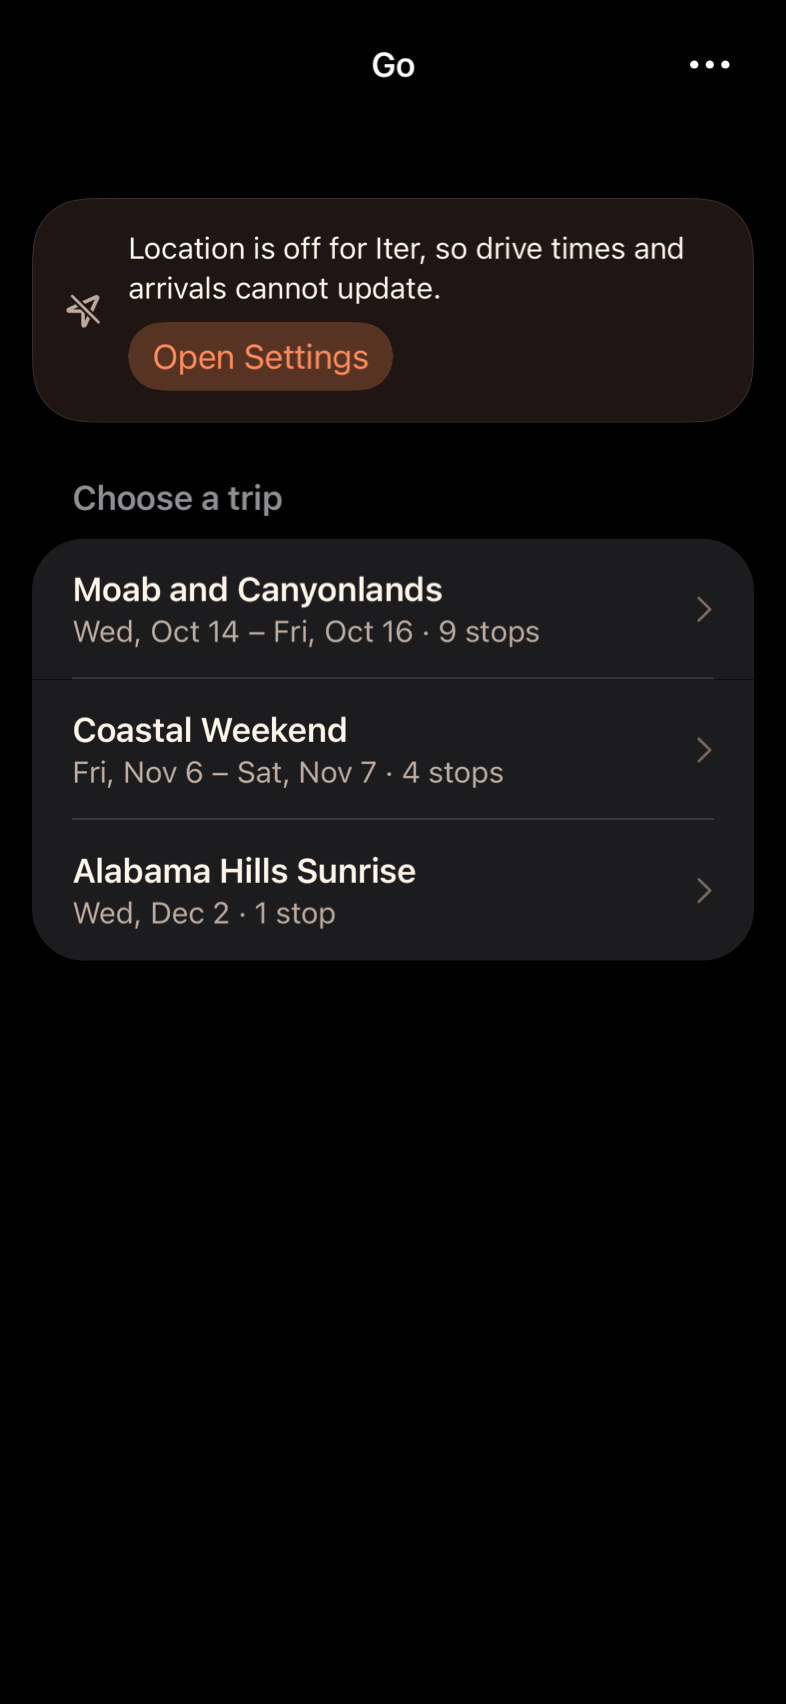 Go
Location is off for Iter, so drive times and
arrivals cannot update.
Open Settings
Choose a trip
Moab and Canyonlands
Wed, Oct 14 – Fri, Oct 16 · 9 stops
Coastal Weekend
Fri, Nov 6 – Sat, Nov 7 · 4 stops
Alabama Hills Sunrise
Wed, Dec 2 · 1 stop